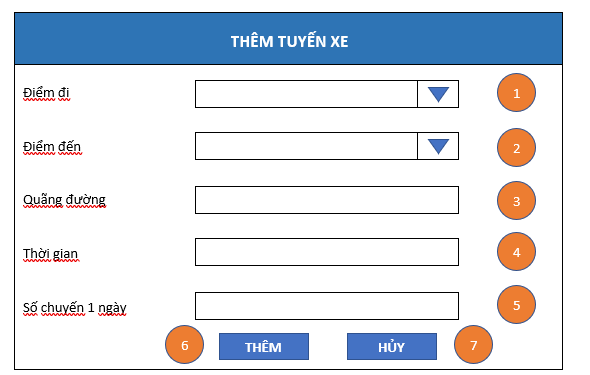 THÊM TUYẾN XE
Điểm đi
1
Điểm đến
2
Quãng đường
3
Thời gian
4
Số chuyến 1 ngày
5
6
THÊM
HỦY
7